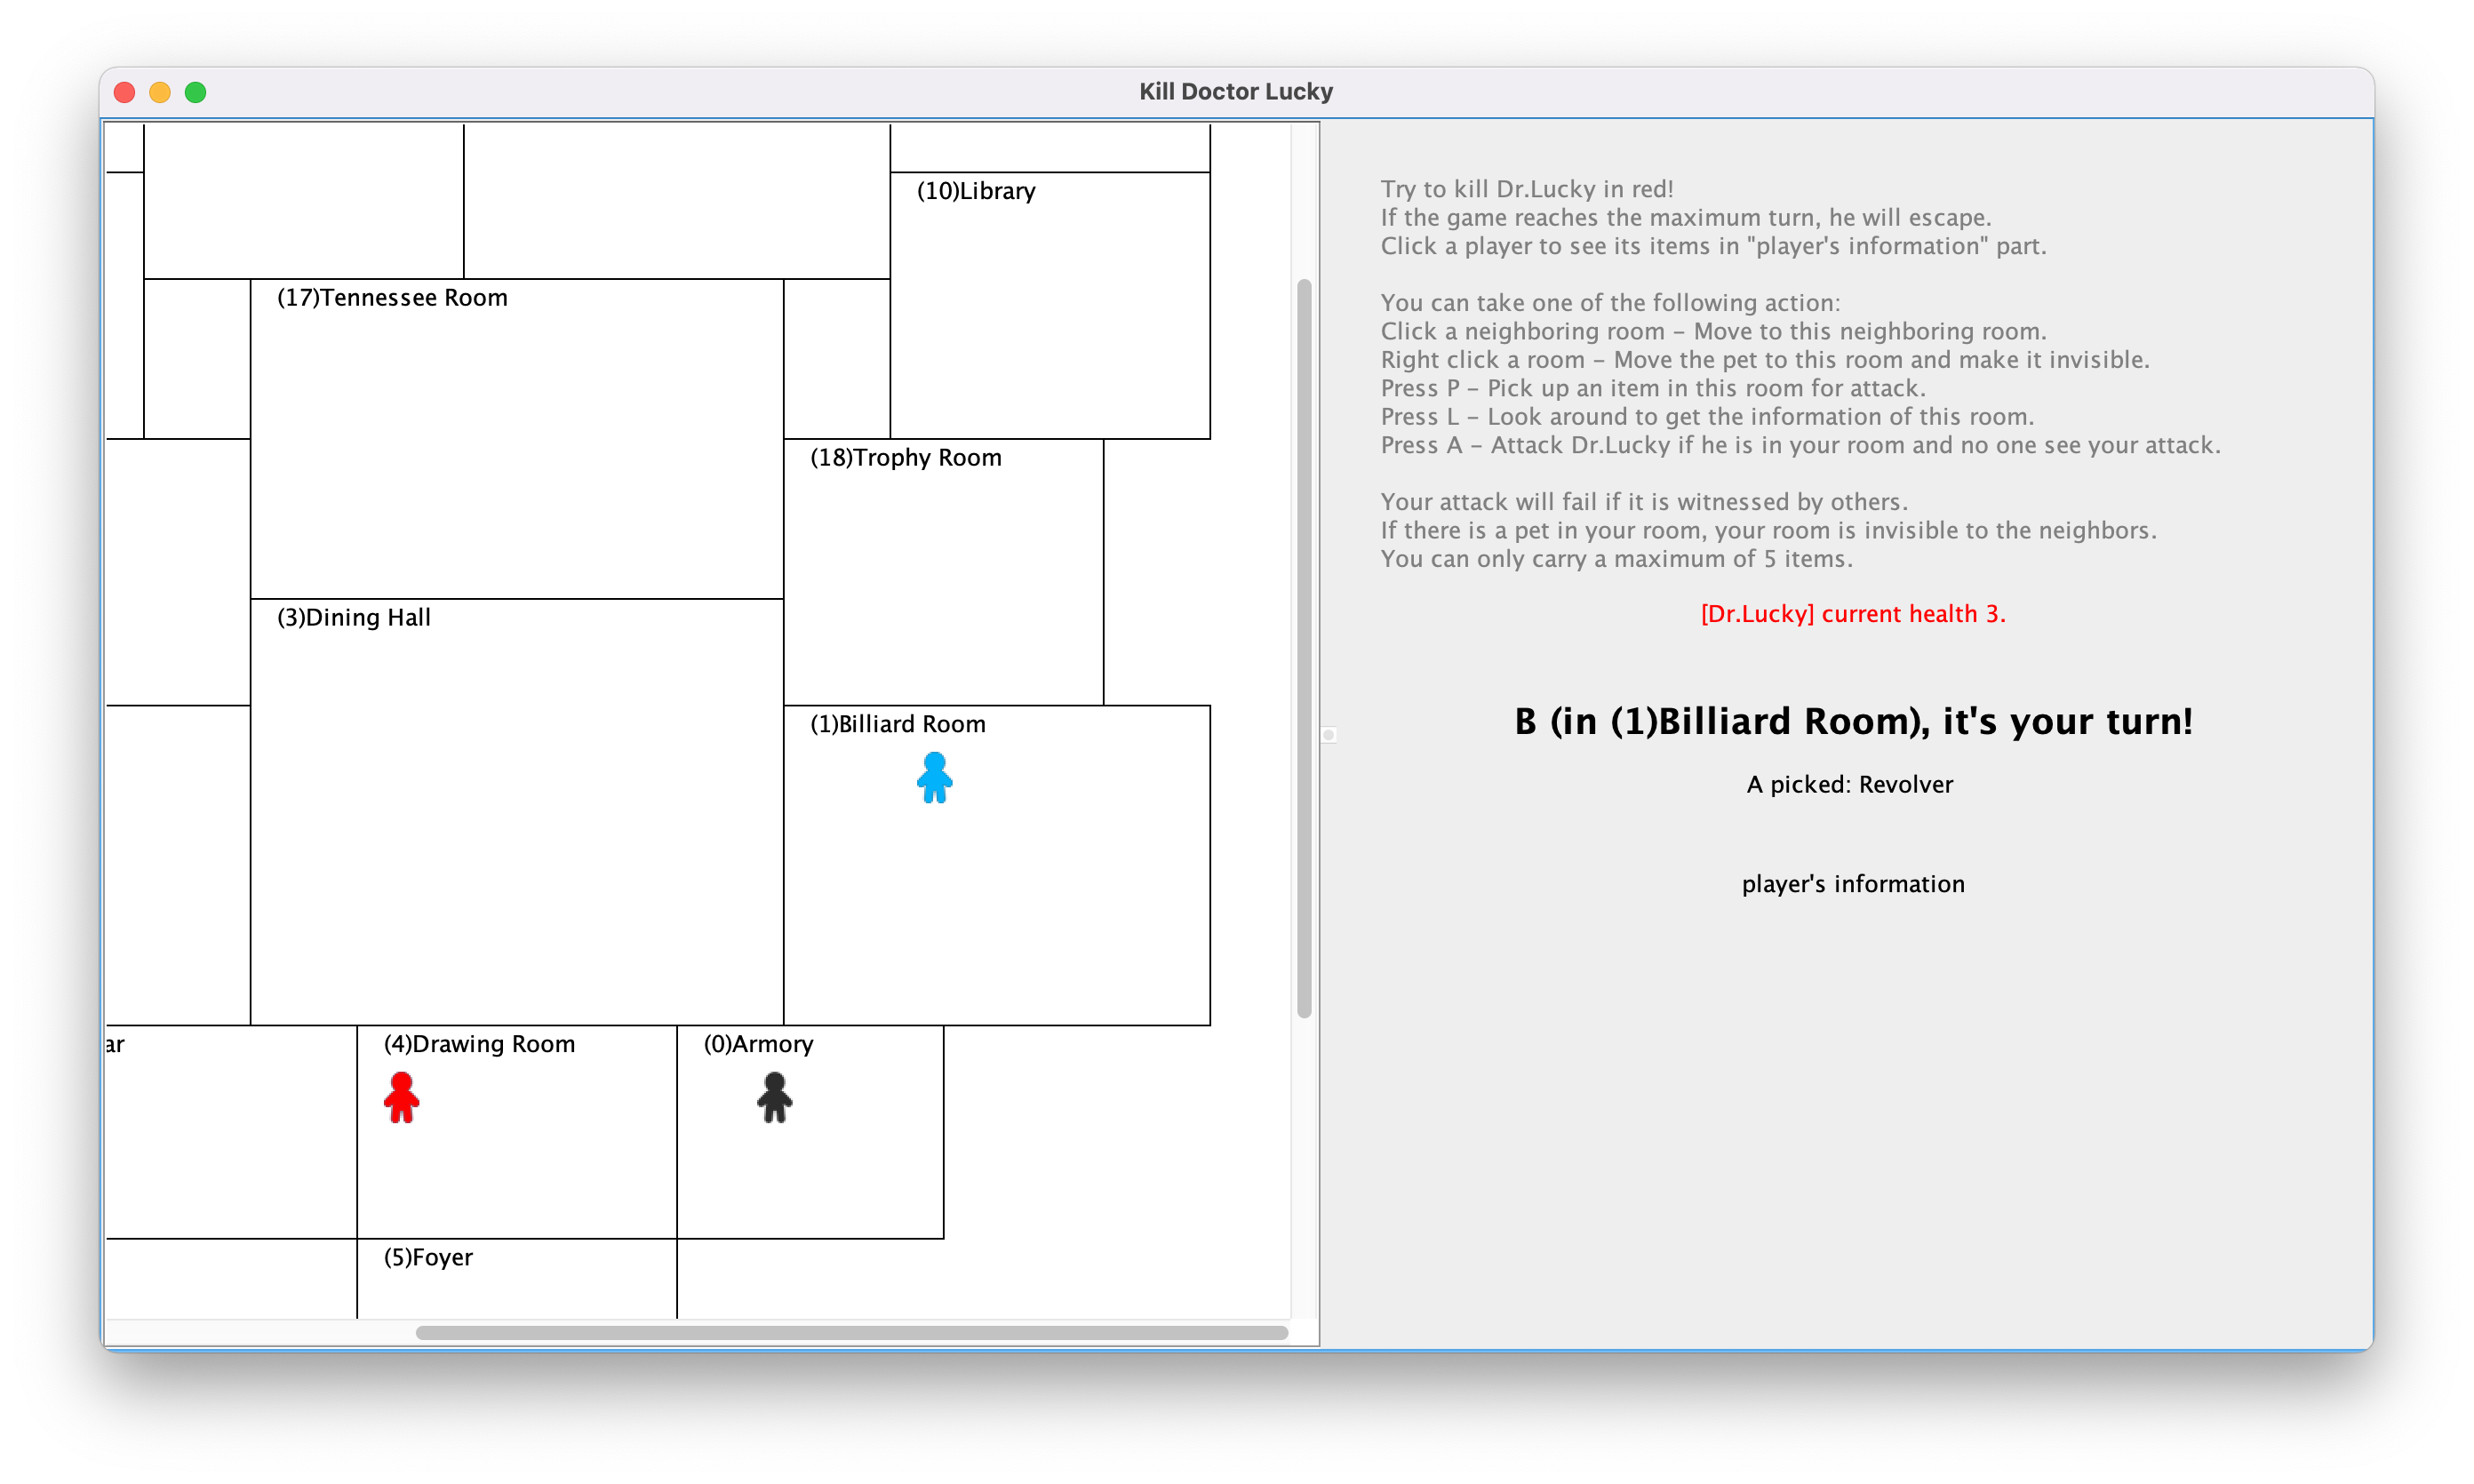 Kill Doctor Lucky
(10)Library
(17)Tennessee Room
(18)Trophy Room
(3)Dining Hall
(1)Billiard Room
ar
(4)Drawing Room
(0)Armory
(5)Foyer
Try to kill Dr.Lucky in red!
If the game reaches the maximum turn, he will escape.
Click a player to see its items in "player's information" part.
You can take one of the following action:
Click a neighboring room – Move to this neighboring room.
Right click a room – Move the pet to this room and make it invisible.
Press P – Pick up an item in this room for attack.
Press L – Look around to get the information of this room.
Press A – Attack Dr.Lucky if he is in your room and no one see your attack.
Your attack will fail if it is witnessed by others.
If there is a pet in your room, your room is invisible to the neighbors.
You can only carry a maximum of 5 items.
[Dr.Lucky] current health 3.
B (in (1)Billiard Room), it's your turn!
A picked: Revolver
player's information